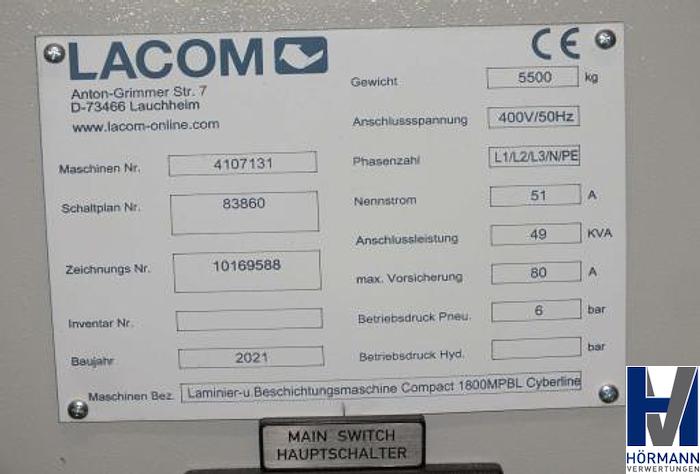 LACOM
CE
Anton-Grimmer Str. 7
D-73466 Lauchheim
www.lacom-online.com
Maschinen Nr. 4107131
Schaltplan Nr. 83860
Zeichnungs Nr. 10169588
Inventar Nr.
Baujahr 2021
Gewicht 5500 kg
Anschlussspannung 400V/50Hz
Phasenzahl L1/L2/L3/N/PE
Nennstrom 51 A
Anschlussleistung 49 KVA
max. Vorsicherung 80 A
Betriebsdruck Pneu. 6 bar
Betriebsdruck Hyd. bar
Maschinen Bez. Laminier-u.Beschichtungsmaschine Compact 1800MPBL Cyberline
MAIN SWITCH
HAUPTSCHALTER
HV
HÖRMANN
VERWERTUNGEN